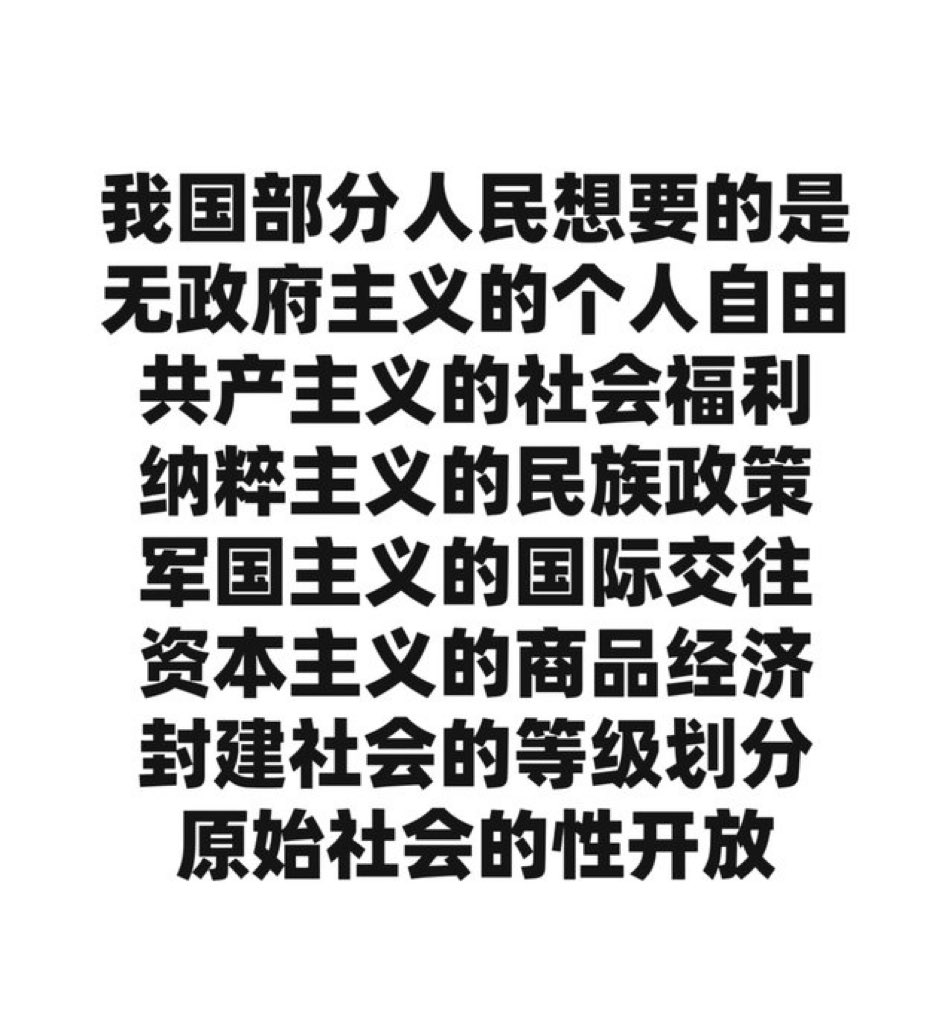 我国部分人民想要的是
无政府主义的个人自由
共产主义的社会福利
纳粹主义的民族政策
军国主义的国际交往
资本主义的商品经济
封建社会的等级划分
原始社会的性开放